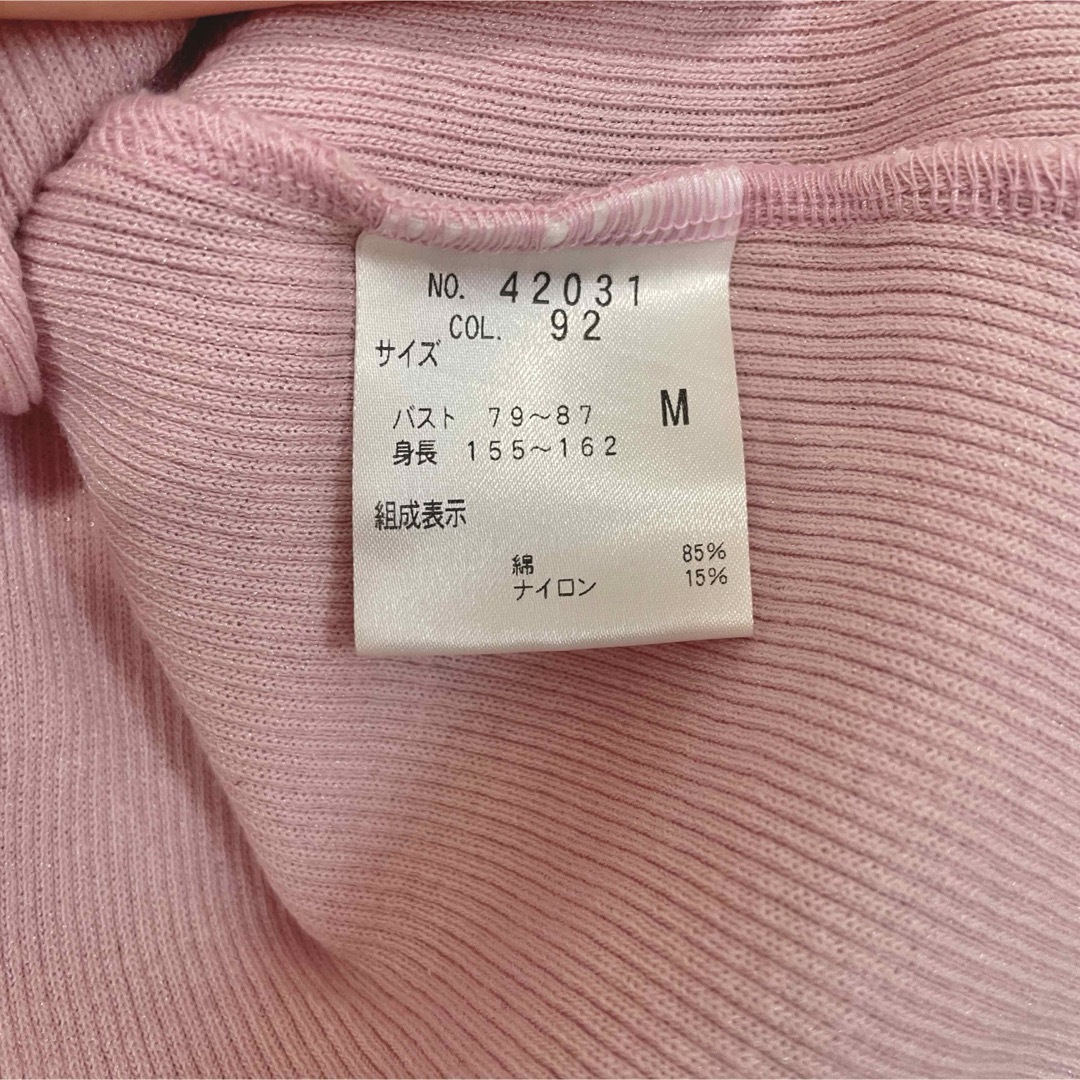 NO. 42031
COL. 92
サイズ
バスト 79～87 M
身長 155～162
組成表示
綿 85%
ナイロン 15%